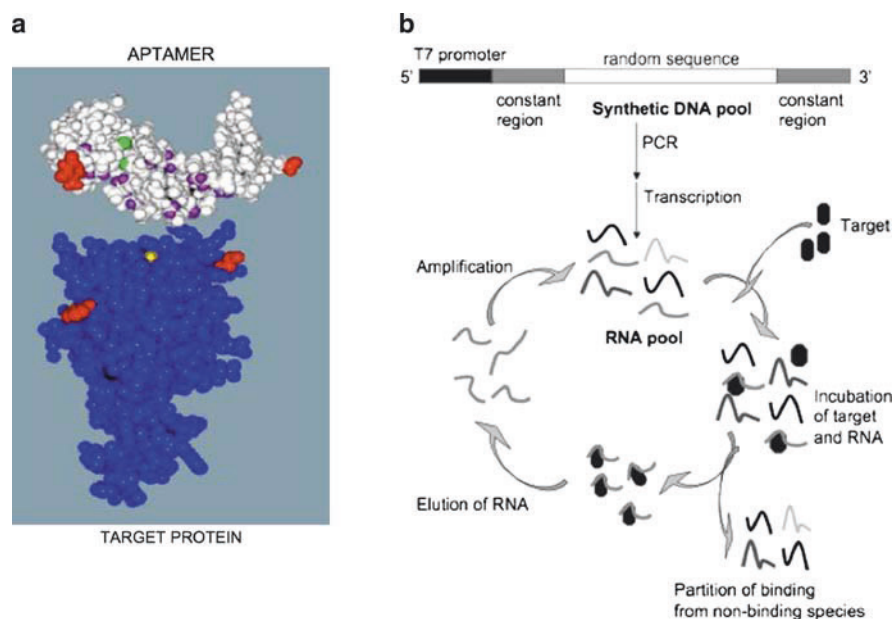 a
APTAMER
TARGET PROTEIN
b
T7 promoter
random sequence
5’
3’
constant
region
Synthetic DNA pool
constant
region
PCR
Transcription
Target
Amplification
RNA pool
Incubation
of target
and RNA
Elution of RNA
Partition of binding
from non-binding species